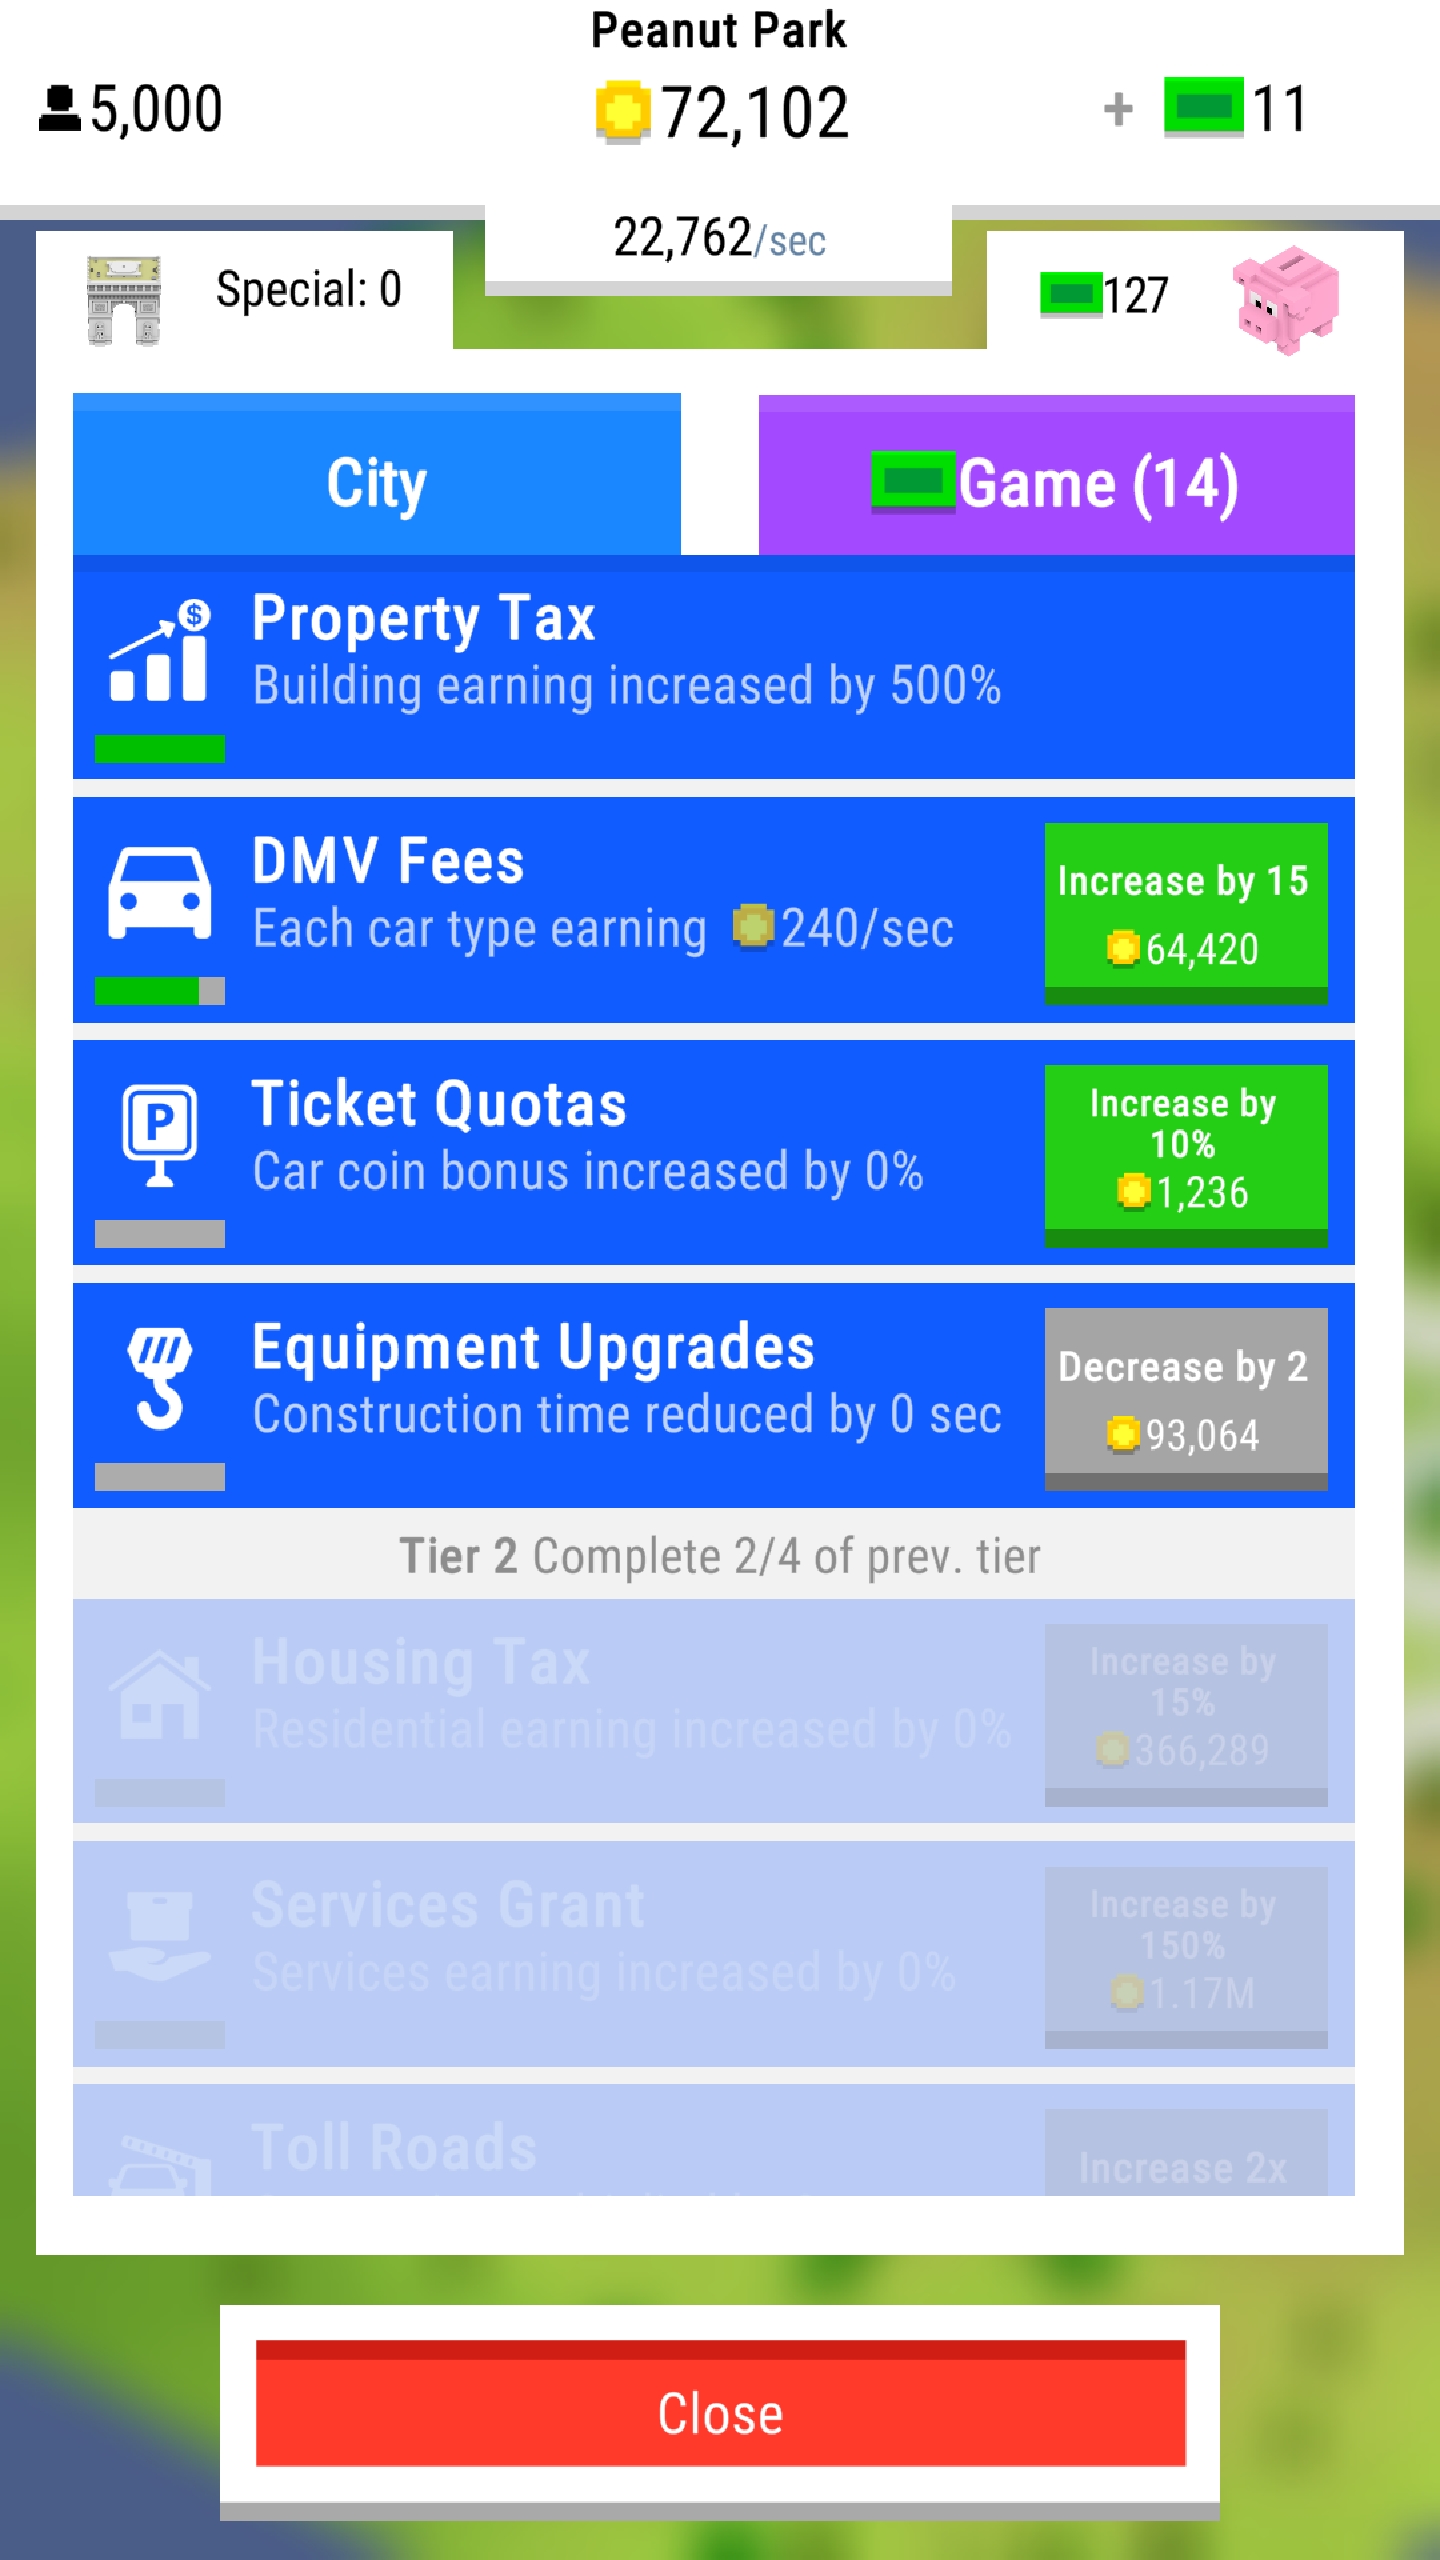 Peanut Park
5,000
72,102
+ 11
22,762/sec
Special: 0
127
City
Game (14)
$
Property Tax
Building earning increased by 500%
DMV Fees
Each car type earning 240/sec
Increase by 15
64,420
P
Ticket Quotas
Car coin bonus increased by 0%
Increase by
10%
1,236
Equipment Upgrades
Construction time reduced by 0 sec
Decrease by 2
93,064
Tier 2 Complete 2/4 of prev. tier
Housing Tax
Residential earning increased by 0%
Increase by
15%
366,289
Services Grant
Services earning increased by 0%
Increase by
150%
1.17M
Toll Roads
Increase 2x
Close